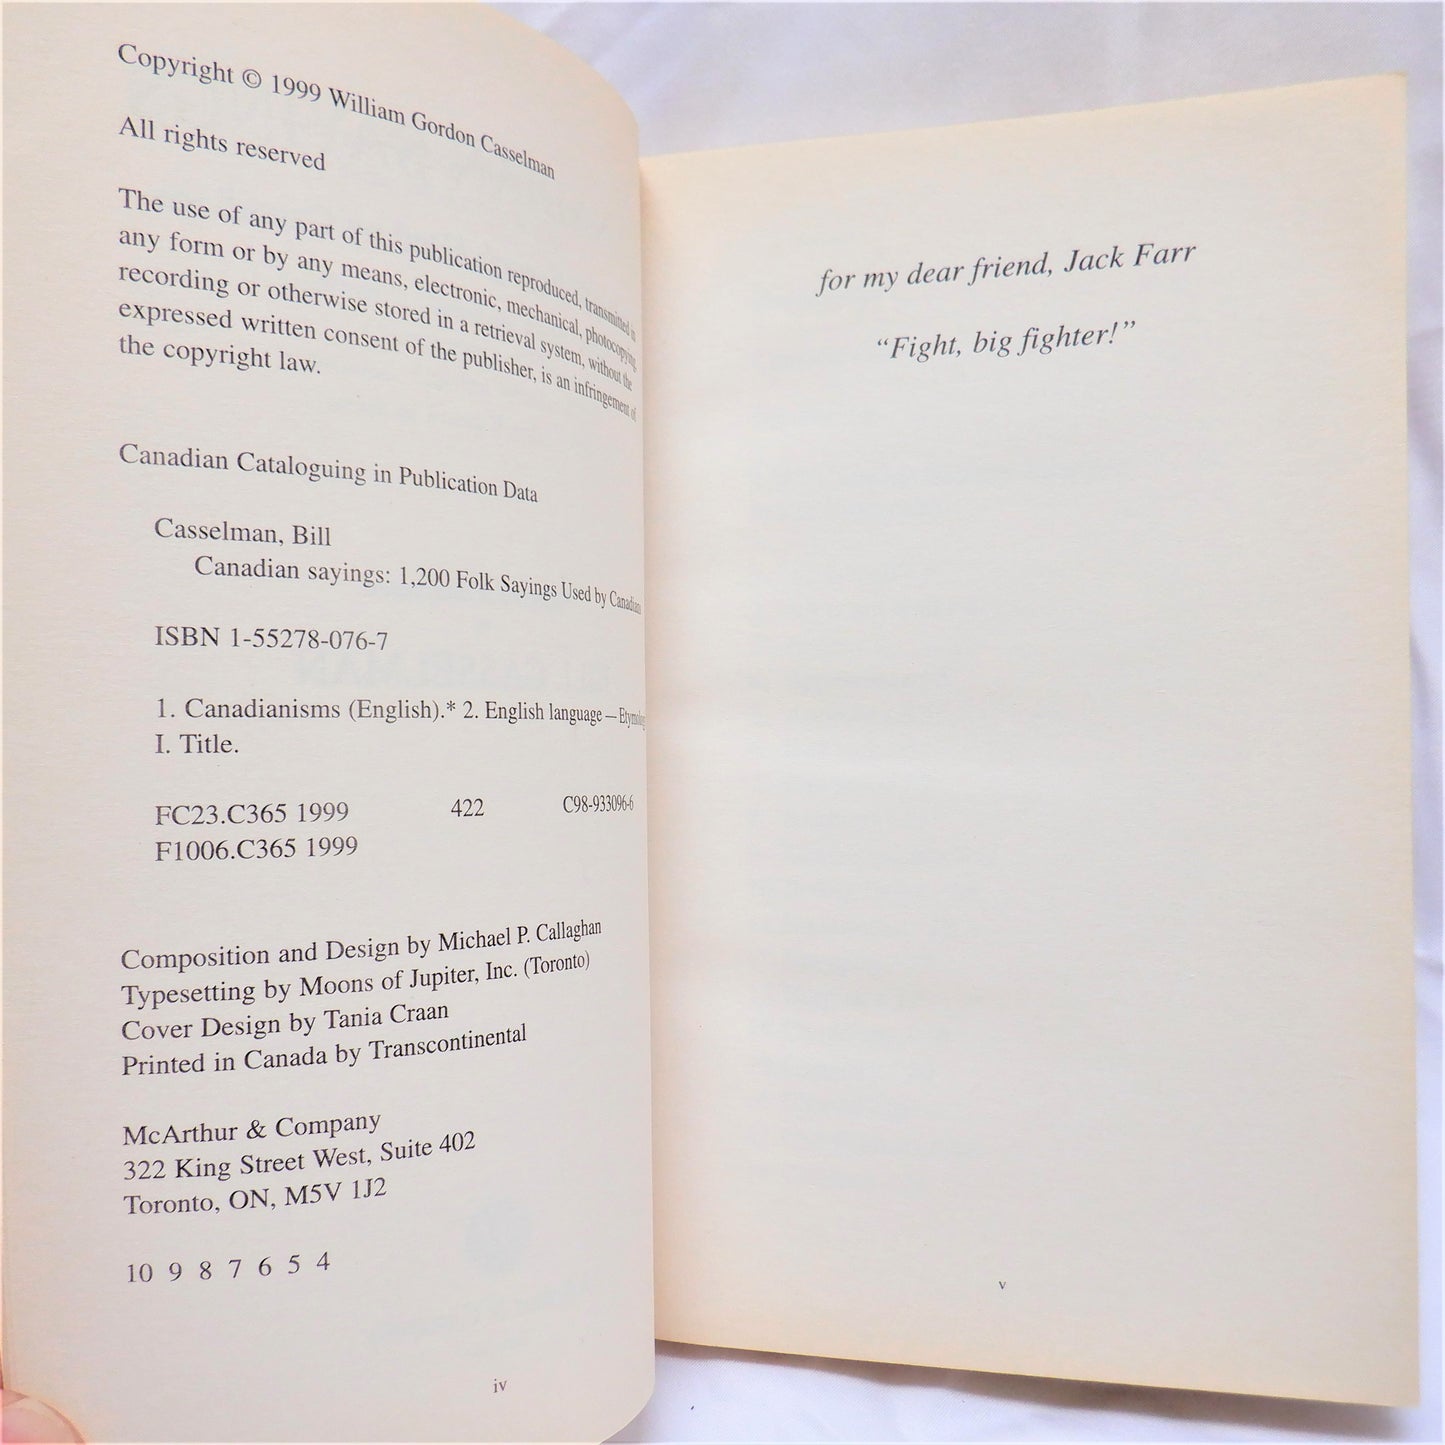 Copyright © 1999 William Gordon Casselman
All rights reserved
The use of any part of this publication reproduced, transmitted in
any form or by any means, electronic, mechanical, photocopying
recording or otherwise stored in a retrieval system, without the
expressed written consent of the publisher, is an infringement of
the copyright law.
Canadian Cataloguing in Publication Data
Casselman, Bill
Canadian sayings: 1,200 Folk Sayings Used by
ISBN 1-55278-076-7
1. Canadianisms (English).* 2. English language —
I. Title.
FC23.C365 1999 422 C98-933096-6
F1006.C365 1999
Composition and Design by Michael P. Callaghan
Typesetting by Moons of Jupiter, Inc. (Toronto)
Cover Design by Tania Craan
Printed in Canada by Transcontinental
McArthur & Company
322 King Street West, Suite 402
Toronto, ON, M5V 1J2
10 9 8 7 6 5 4
iv
for my dear friend, Jack Farr
“Fight, big fighter!”
v